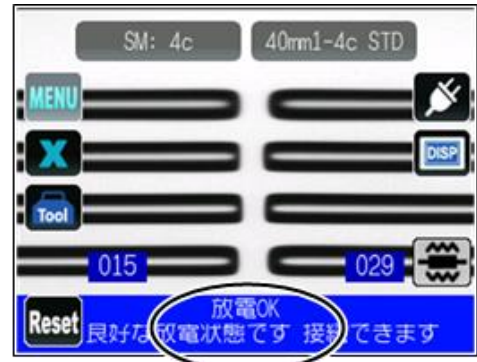 SM: 4c
40mm1-4c STD
MENU
X
DISP
Tool
015
029
Reset
放電OK
良好な放電状態です 接続できます